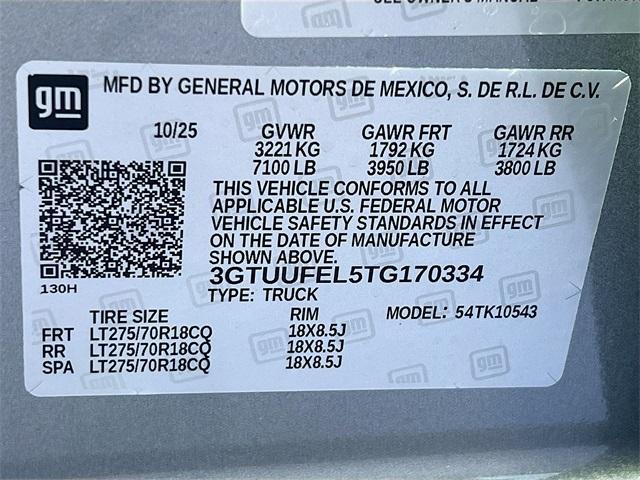 SEE OWNER'S MANUAL
gm MFD BY GENERAL MOTORS DE MEXICO, S. DE R.L. DE C.V.
10/25 GVWR GAWR FRT GAWR RR
3221 KG 1792 KG 1724 KG
7100 LB 3950 LB 3800 LB
THIS VEHICLE CONFORMS TO ALL
APPLICABLE U.S. FEDERAL MOTOR
VEHICLE SAFETY STANDARDS IN EFFECT
ON THE DATE OF MANUFACTURE
SHOWN ABOVE.
3GTUUFEL5TG170334
130H
TYPE: TRUCK
TIRE SIZE RIM MODEL: 54TK10543
FRT LT275/70R18CQ 18X8.5J
RR LT275/70R18CQ 18X8.5J
SPA LT275/70R18CQ 18X8.5J